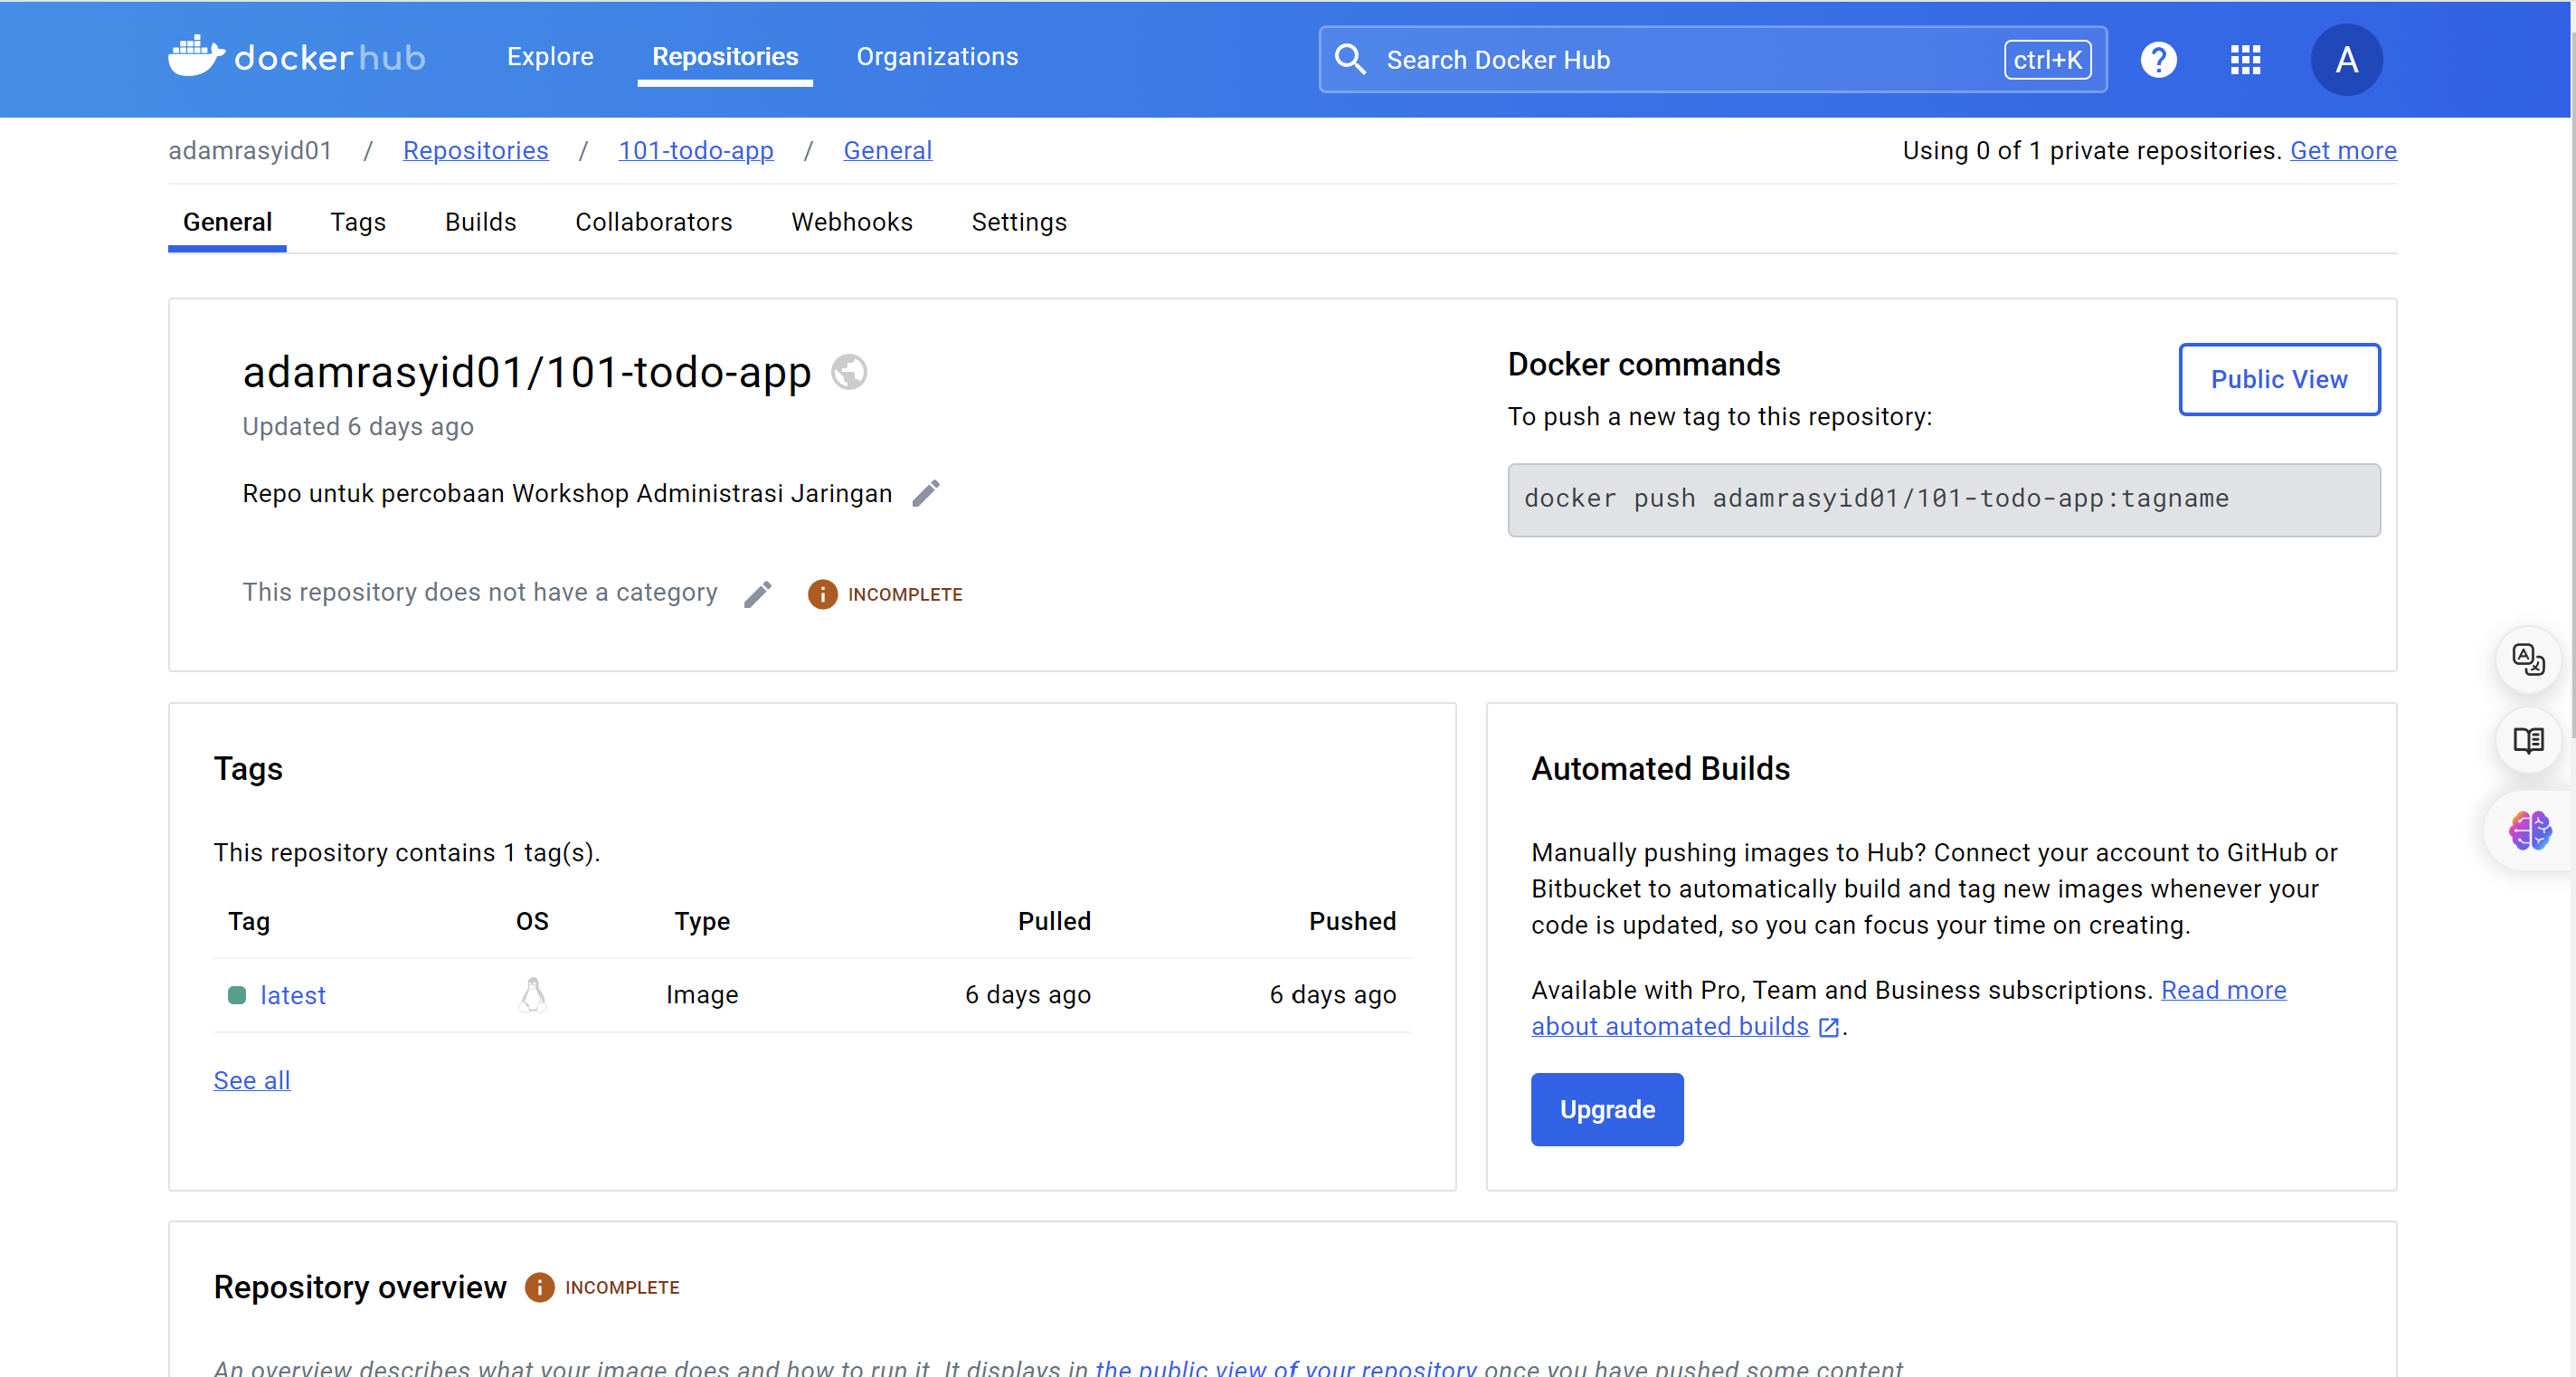 dockerhub Explore Repositories Organizations Search Docker Hub ctrl+K ? A
adamrasyid01 / Repositories / 101-todo-app / General Using 0 of 1 private repositories. Get more
General Tags Builds Collaborators Webhooks Settings
adamrasyid01/101-todo-app
Updated 6 days ago
Repo untuk percobaan Workshop Administrasi Jaringan
This repository does not have a category i INCOMPLETE
Docker commands
Public View
To push a new tag to this repository:
docker push adamrasyid01/101-todo-app:tagname
Tags
This repository contains 1 tag(s).
Tag OS Type Pulled Pushed
latest Image 6 days ago 6 days ago
See all
Automated Builds
Manually pushing images to Hub? Connect your account to GitHub or
Bitbucket to automatically build and tag new images whenever your
code is updated, so you can focus your time on creating.
Available with Pro, Team and Business subscriptions. Read more
about automated builds .
Upgrade
Repository overview i INCOMPLETE
An overview describes what your image does and how to run it. It displays in the public view of your repository once you have pushed some content